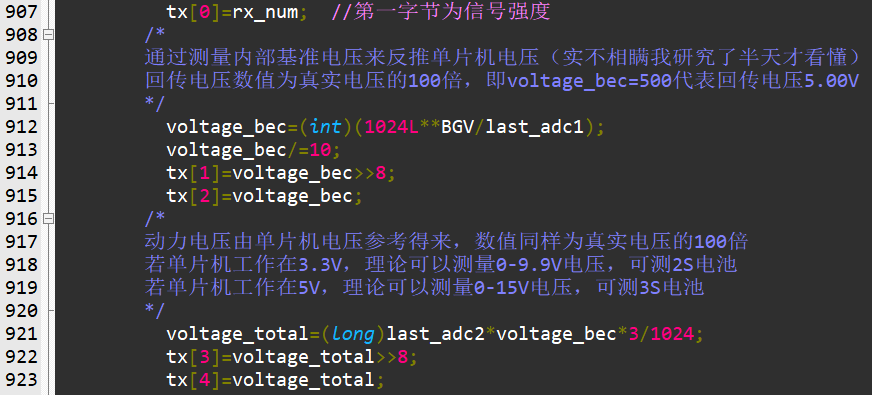 907 tx[0]=rx_num; //第一字节为信号强度
908 /*
909 通过测量内部基准电压来反推单片机电压（实不相瞒我研究了半天才看懂）
910 回传电压数值为真实电压的100倍，即voltage_bec=500代表回传电压5.00V
911 */
912 voltage_bec=(int)(1024L**BGV/last_adc1);
913 voltage_bec/=10;
914 tx[1]=voltage_bec>>8;
915 tx[2]=voltage_bec;
916 /*
917 动力电压由单片机电压参考得来，数值同样为真实电压的100倍
918 若单片机工作在3.3V，理论可以测量0-9.9V电压，可测2S电池
919 若单片机工作在5V，理论可以测量0-15V电压，可测3S电池
920 */
921 voltage_total=(long)last_adc2*voltage_bec*3/1024;
922 tx[3]=voltage_total>>8;
923 tx[4]=voltage_total;